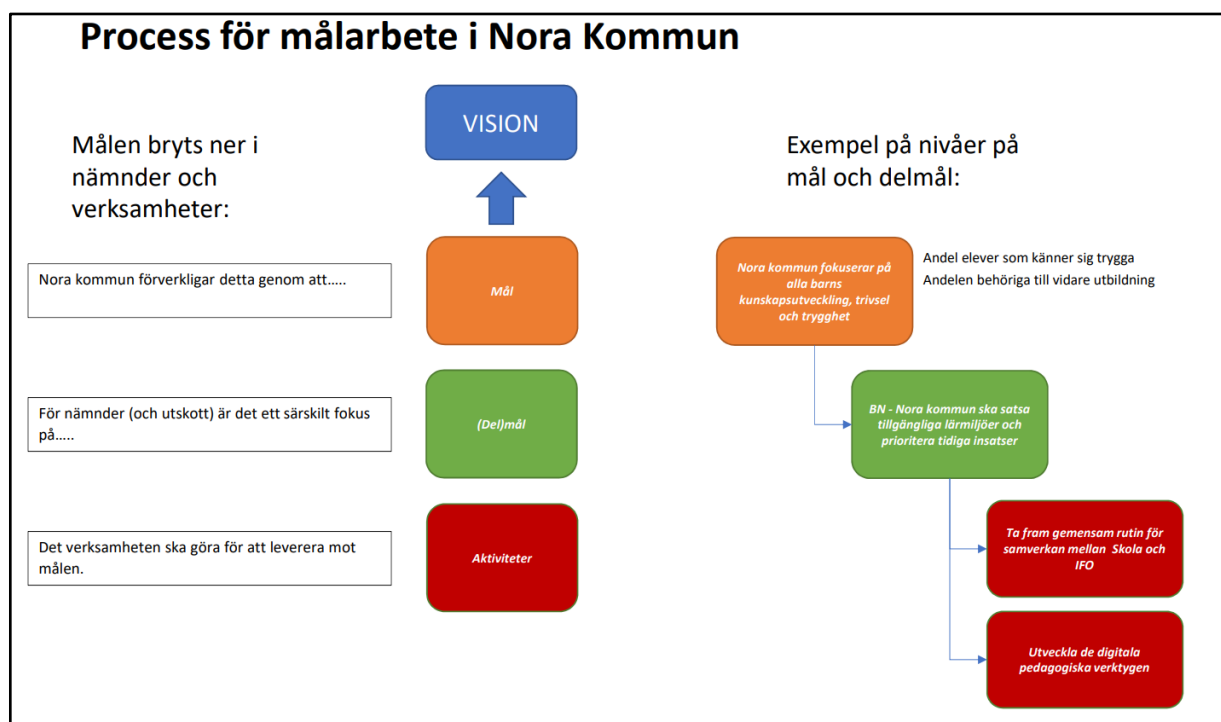 Process för målarbete i Nora Kommun
Målen bryts ner i
nämnder och
verksamheter:
VISION
Exempel på nivåer på
mål och delmål:
Nora kommun förverkligar detta genom att.....
Mål
Nora kommun fokuserar på
alla barns
kunskapsutveckling, trivsel
och trygghet
Andel elever som känner sig trygga
Andelen behöriga till vidare utbildning
För nämnder (och utskott) är det ett särskilt fokus
på.....
(Del)mål
BN - Nora kommun ska satsa
tillgängliga lärmiljöer och
prioritera tidiga insatser
Det verksamheten ska göra för att leverera mot
målen.
Aktiviteter
Ta fram gemensam rutin för
samverkan mellan Skola och
IFO
Utveckla de digitala
pedagogiska verktygen